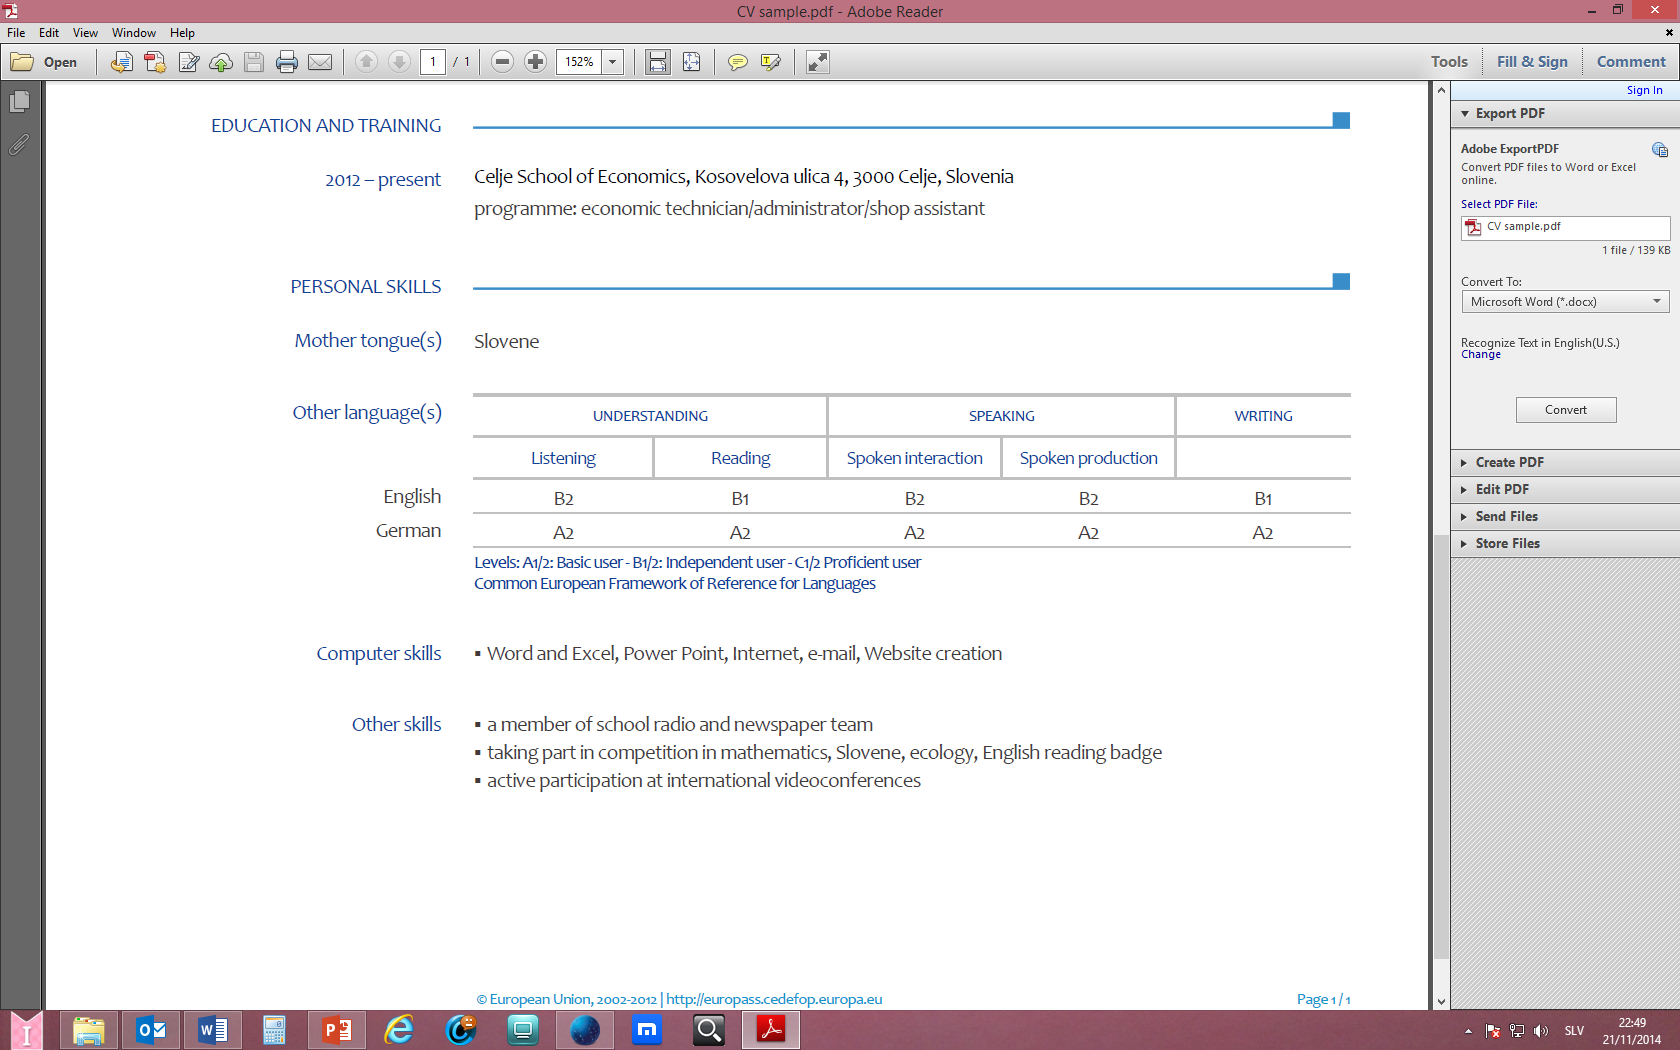 CV sample.pdf - Adobe Reader
File Edit View Window Help
Open 1 / 1 152% Tools Fill & Sign Comment
Sign In
Export PDF
Adobe ExportPDF
Convert PDF files to Word or Excel
online.
Select PDF File:
CV sample.pdf
1 file / 139 KB
Convert To:
Microsoft Word (*.docx)
Recognize Text in English(U.S.)
Change
Convert
Create PDF
Edit PDF
Send Files
Store Files
EDUCATION AND TRAINING
2012 – present Celje School of Economics, Kosovelova ulica 4, 3000 Celje, Slovenia
programme: economic technician/administrator/shop assistant
PERSONAL SKILLS
Mother tongue(s) Slovene
Other language(s) UNDERSTANDING SPEAKING WRITING
Listening Reading Spoken interaction Spoken production
English B2 B1 B2 B2 B1
German A2 A2 A2 A2 A2
Levels: A1/2: Basic user - B1/2: Independent user - C1/2 Proficient user
Common European Framework of Reference for Languages
Computer skills ▪ Word and Excel, Power Point, Internet, e-mail, Website creation
Other skills ▪ a member of school radio and newspaper team
▪ taking part in competition in mathematics, Slovene, ecology, English reading badge
▪ active participation at international videoconferences
© European Union, 2002-2012 | http://europass.cedefop.europa.eu Page 1 / 1
SLV 22:49
21/11/2014